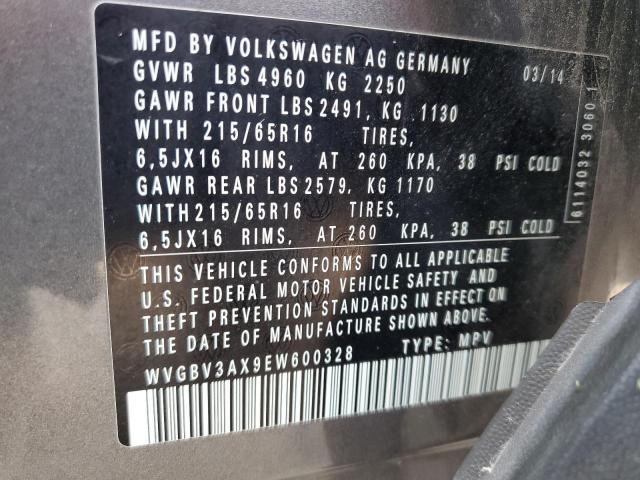 MFD BY VOLKSWAGEN AG GERMANY 03/14
GVWR LBS 4960 KG 2250
GAWR FRONT LBS 2491, KG 1130
WITH 215/65R16 TIRES,
6,5JX16 RIMS, AT 260 KPA, 38 PSI COLD
GAWR REAR LBS 2579, KG 1170
WITH 215/65R16 TIRES,
6,5JX16 RIMS, AT 260 KPA, 38 PSI COLD
THIS VEHICLE CONFORMS TO ALL APPLICABLE
U.S. FEDERAL MOTOR VEHICLE SAFETY AND
THEFT PREVENTION STANDARDS IN EFFECT ON
THE DATE OF MANUFACTURE SHOWN ABOVE.
WVGBV3AX9EW600328 TYPE: MPV
6114032 3060 1